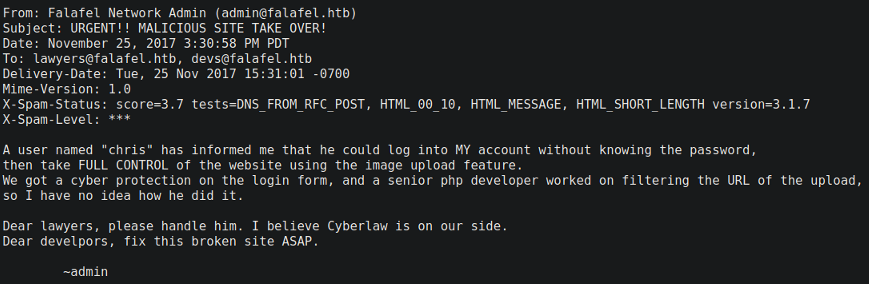 From: Falafel Network Admin (admin@falafel.htb)
Subject: URGENT!! MALICIOUS SITE TAKE OVER!
Date: November 25, 2017 3:30:58 PM PDT
To: lawyers@falafel.htb, devs@falafel.htb
Delivery-Date: Tue, 25 Nov 2017 15:31:01 -0700
Mime-Version: 1.0
X-Spam-Status: score=3.7 tests=DNS_FROM_RFC_POST, HTML_00_10, HTML_MESSAGE, HTML_SHORT_LENGTH version=3.1.7
X-Spam-Level: ***
A user named "chris" has informed me that he could log into MY account without knowing the password,
then take FULL CONTROL of the website using the image upload feature.
We got a cyber protection on the login form, and a senior php developer worked on filtering the URL of the upload,
so I have no idea how he did it.
Dear lawyers, please handle him. I believe Cyberlaw is on our side.
Dear develpors, fix this broken site ASAP.
~admin